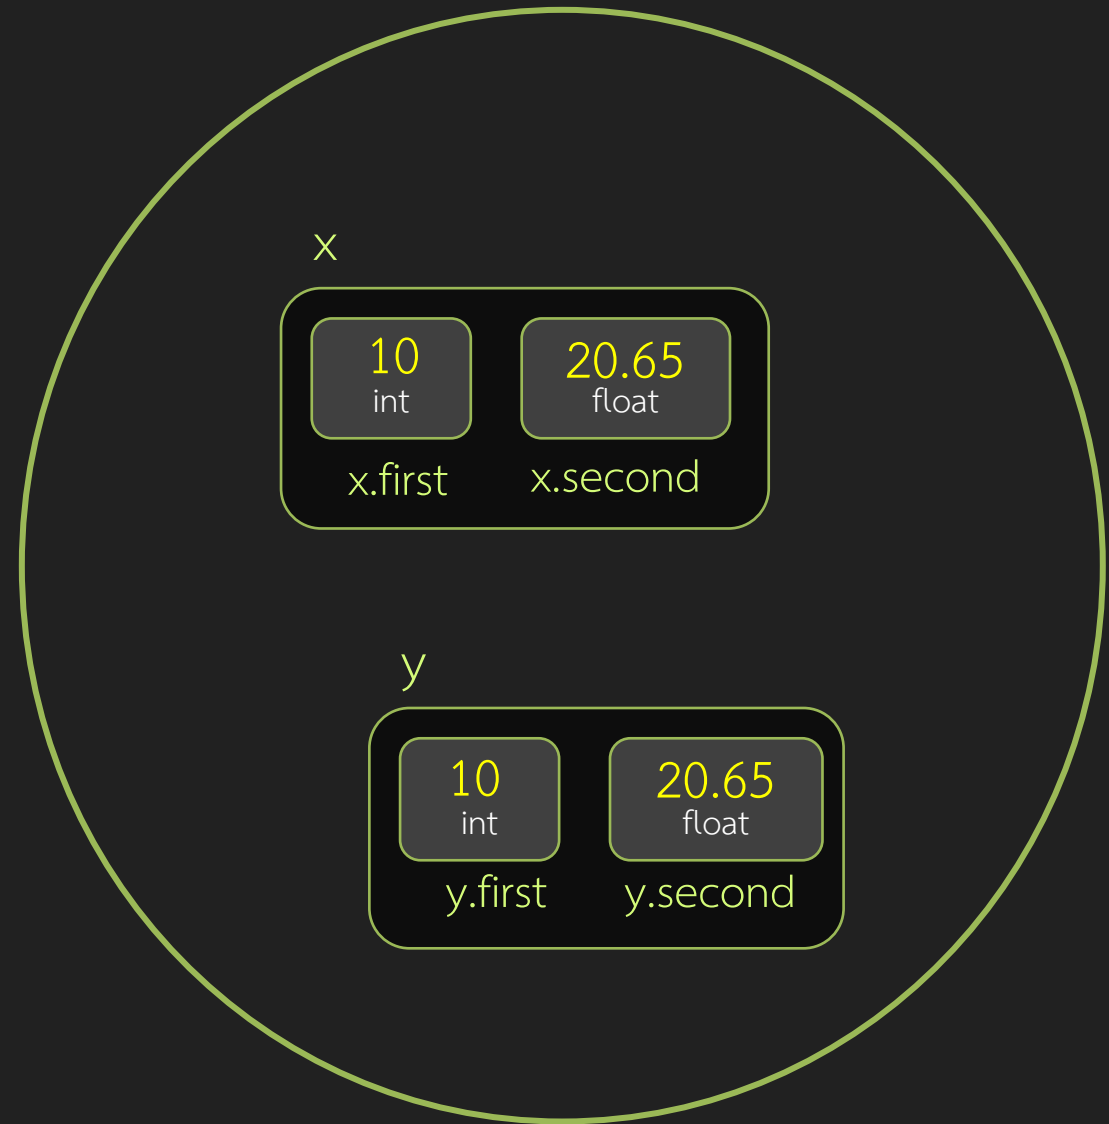 x
10 20.65
int float
x.first x.second
y
10 20.65
int float
y.first y.second